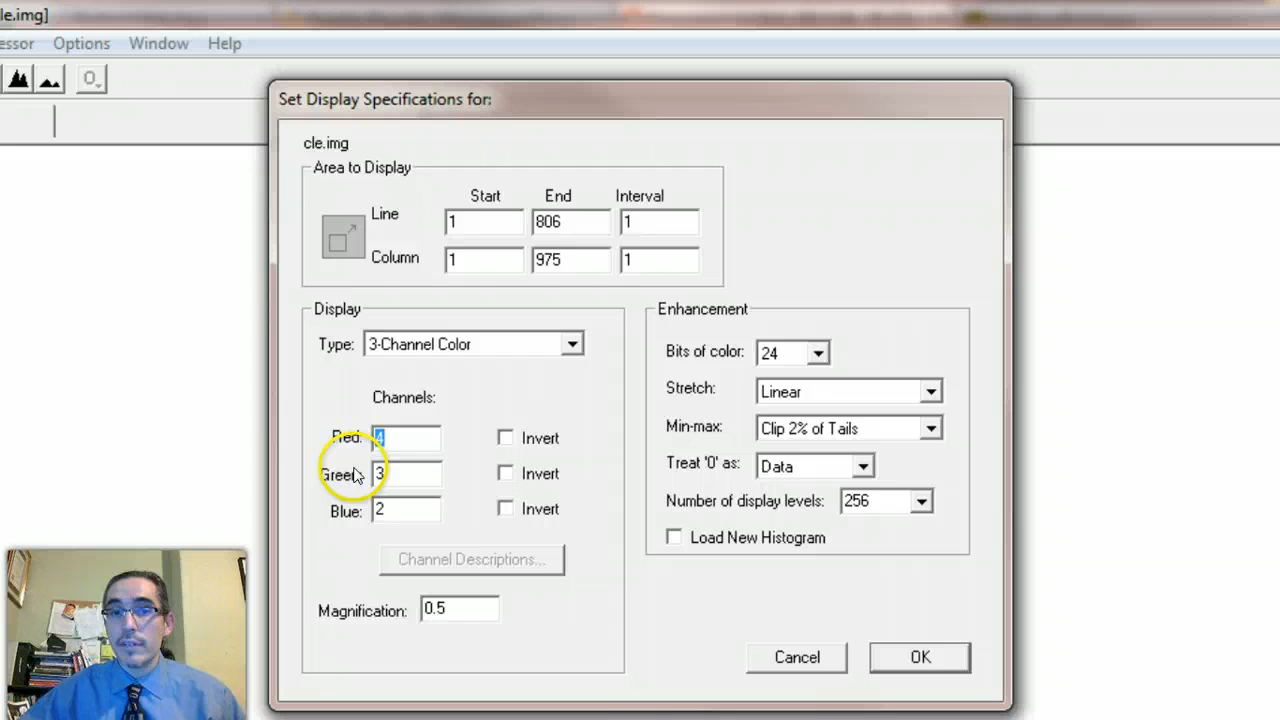 le.img]
essor Options Window Help
Set Display Specifications for:
cle.img
Area to Display
Start End Interval
Line 1 806 1
Column 1 975 1
Display
Type: 3-Channel Color
Channels:
Red: 4 Invert
Green: 3 Invert
Blue: 2 Invert
Channel Descriptions...
Magnification: 0.5
Enhancement
Bits of color: 24
Stretch: Linear
Min-max: Clip 2% of Tails
Treat '0' as: Data
Number of display levels: 256
Load New Histogram
Cancel OK